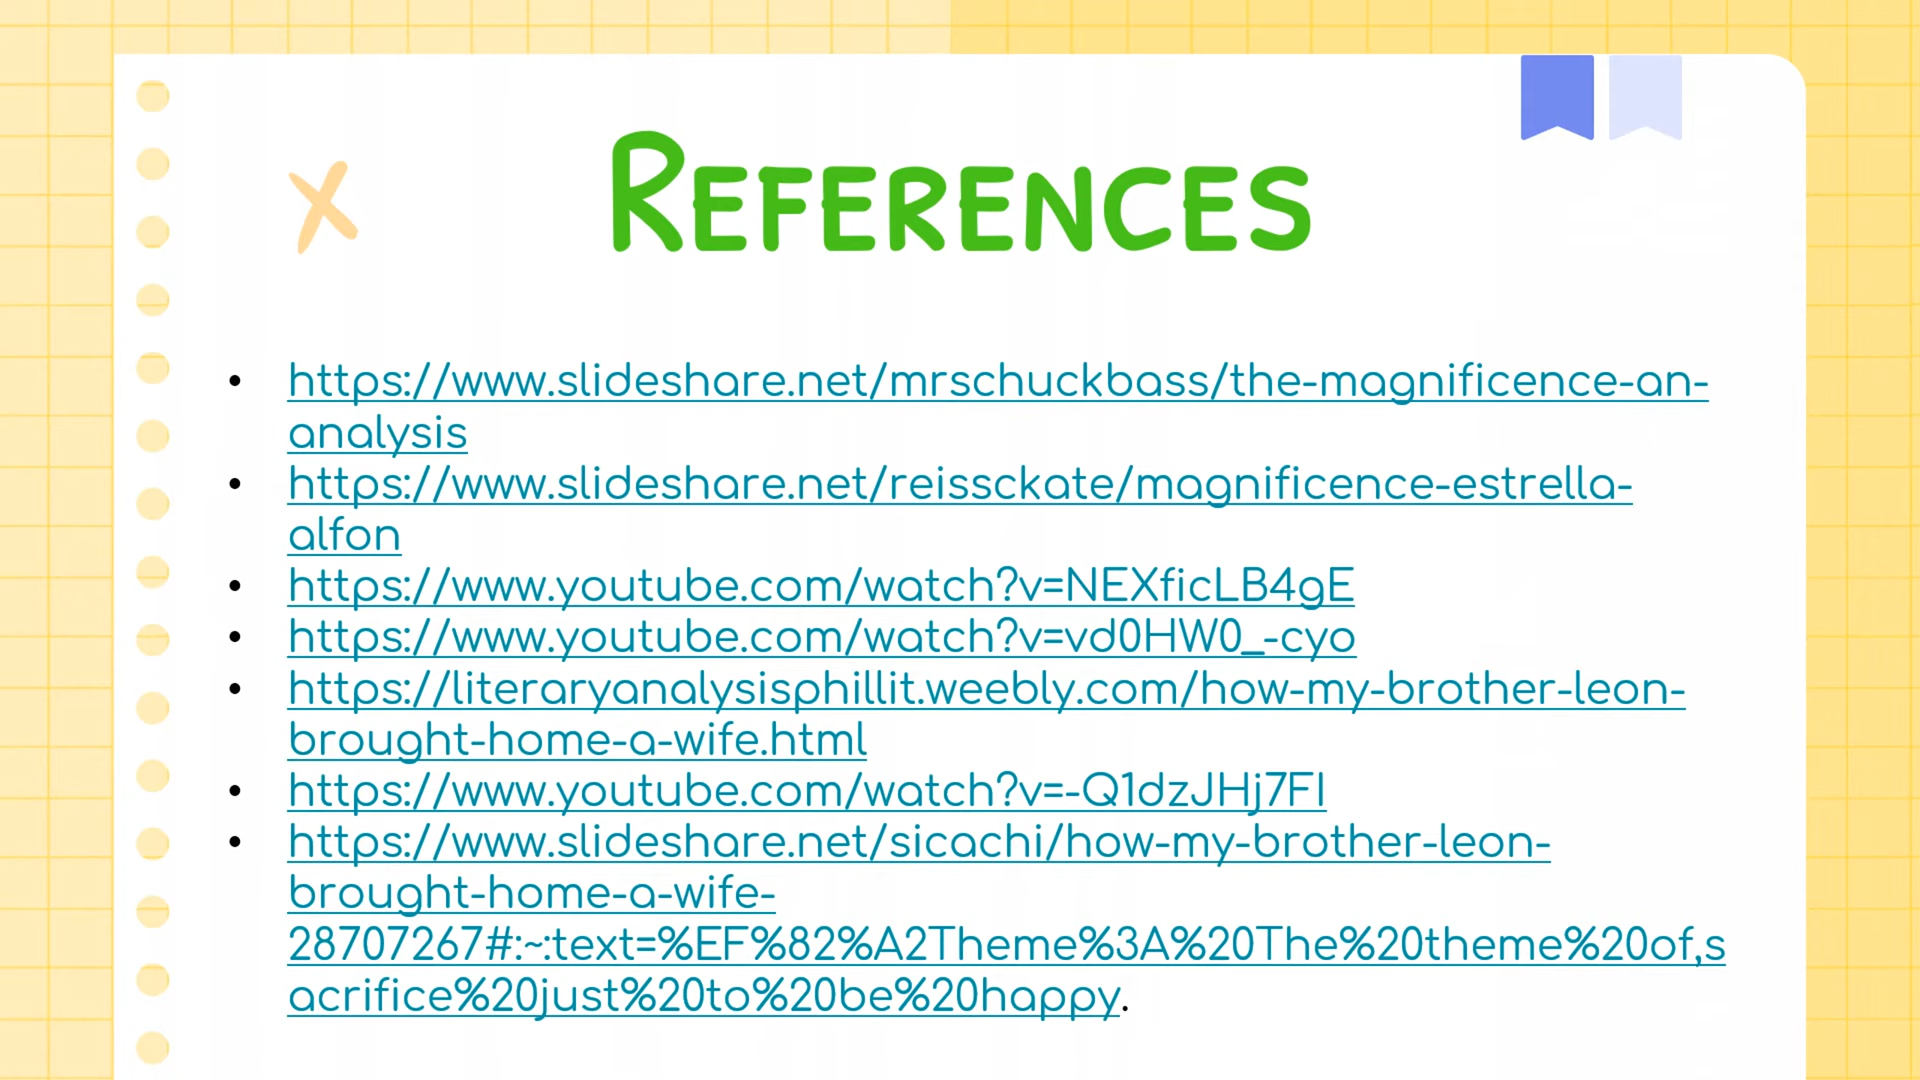 References
• https://www.slideshare.net/mrschuckbass/the-magnificence-an-
analysis
• https://www.slideshare.net/reissckate/magnificence-estrella-
alfon
• https://www.youtube.com/watch?v=NEXficLB4gE
• https://www.youtube.com/watch?v=vd0HW0_-cyo
• https://literaryanalysisphillit.weebly.com/how-my-brother-leon-
brought-home-a-wife.html
• https://www.youtube.com/watch?v=-Q1dzJHj7FI
• https://www.slideshare.net/sicachi/how-my-brother-leon-
brought-home-a-wife-
28707267#:~:text=%EF%82%A2Theme%3A%20The%20theme%20of,s
acrifice%20just%20to%20be%20happy.